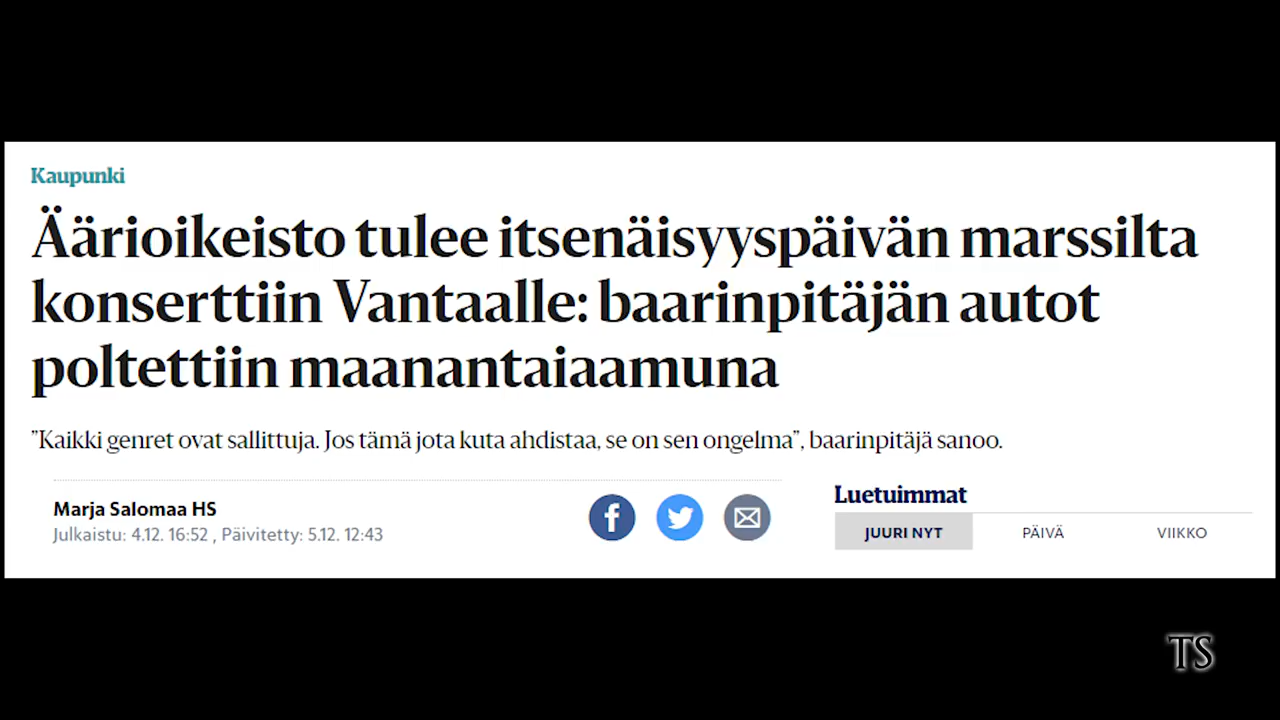 Kaupunki
Äärioikeisto tulee itsenäisyyspäivän marssilta
konserttiin Vantaalle: baarinpitäjän autot
poltettiin maanantaiaamuna
”Kaikki genret ovat sallittuja. Jos tämä jota kuta ahdistaa, se on sen ongelma”, baarinpitäjä sanoo.
Marja Salomaa HS
Julkaistu: 4.12. 16:52 , Päivitetty: 5.12. 12:43
Luetuimmat
JUURI NYT PÄIVÄ VIIKKO
TS